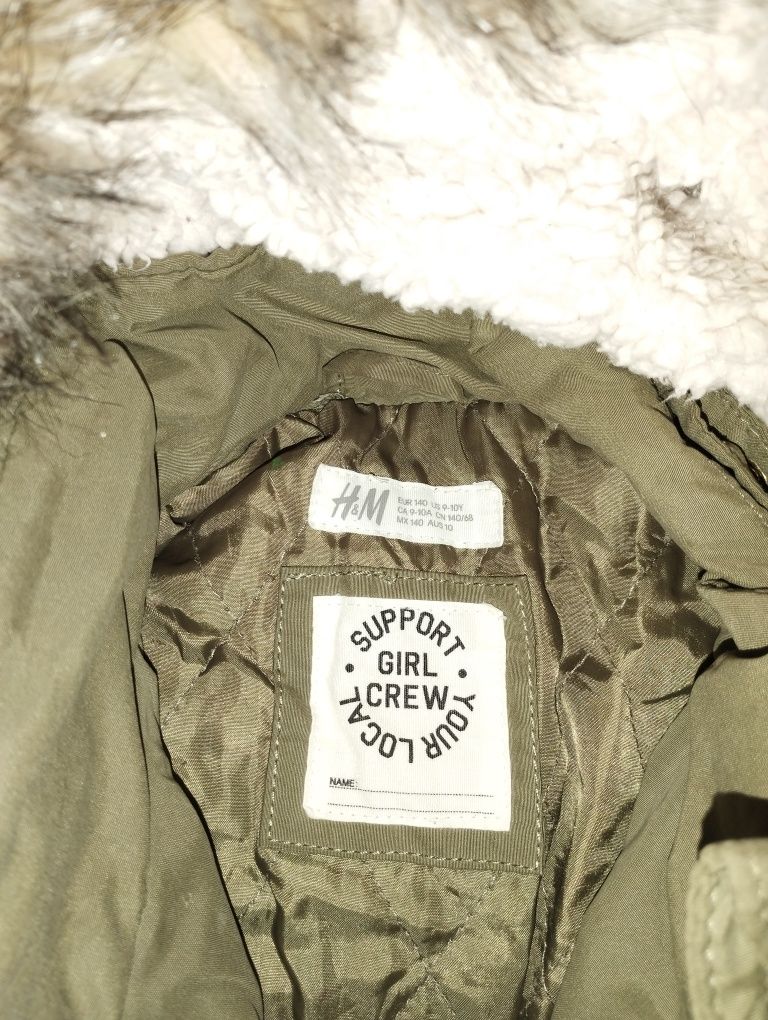 H&M
EUR 140 US 9-10Y
CA 9-10A CN 140/68
MX 140 AUS 10
SUPPORT
GIRL
CREW
YOUR LOCAL
NAME: